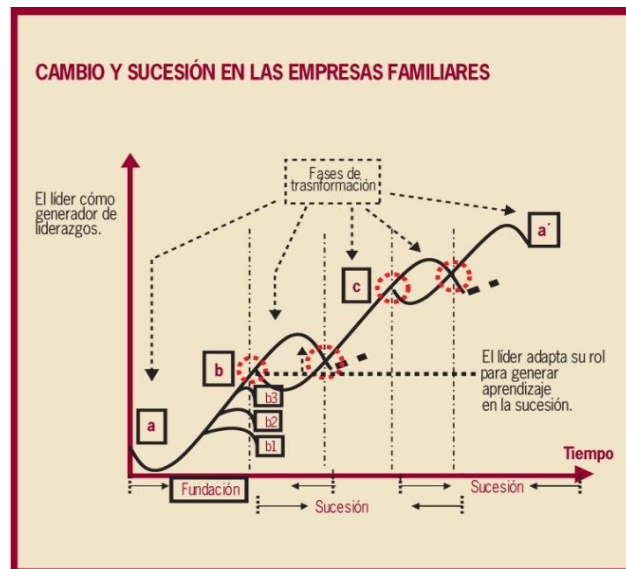 CAMBIO Y SUCESIÓN EN LAS EMPRESAS FAMILIARES
Fases de
trasnformación
El líder cómo
generador de
liderazgos.
a´
c
b
El líder adapta su rol
para generar
aprendizaje
en la sucesión.
b3
a
b2
b1
Tiempo
Fundación
Sucesión
Sucesión